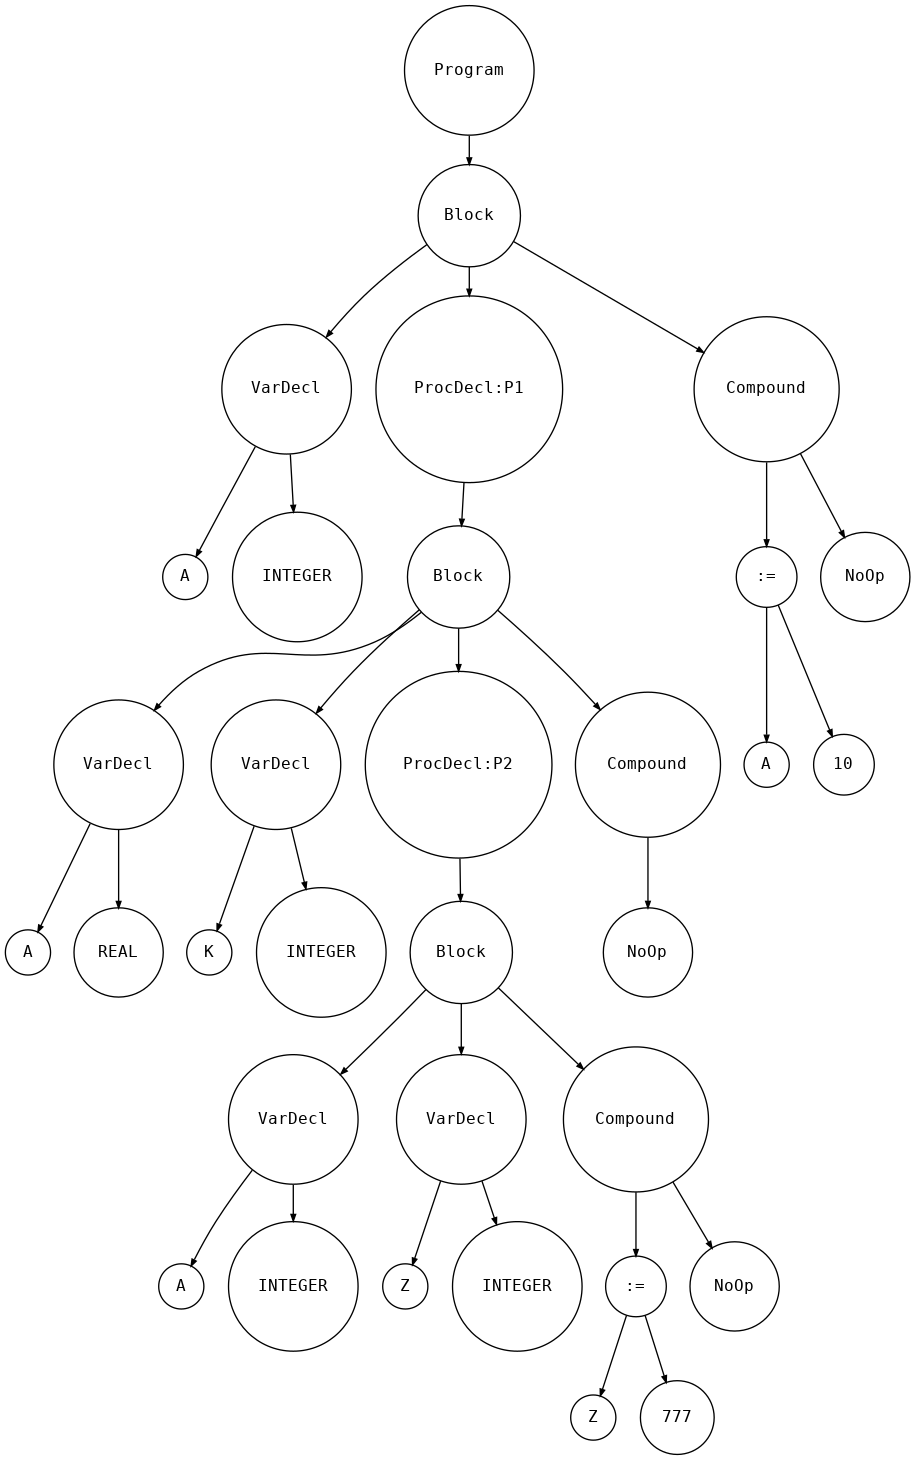 Program
Block
VarDecl
ProcDecl:P1
Compound
A
INTEGER
Block
:=
NoOp
VarDecl
VarDecl
ProcDecl:P2
Compound
A
10
A
REAL
K
INTEGER
Block
NoOp
VarDecl
VarDecl
Compound
A
INTEGER
Z
INTEGER
:=
NoOp
Z
777